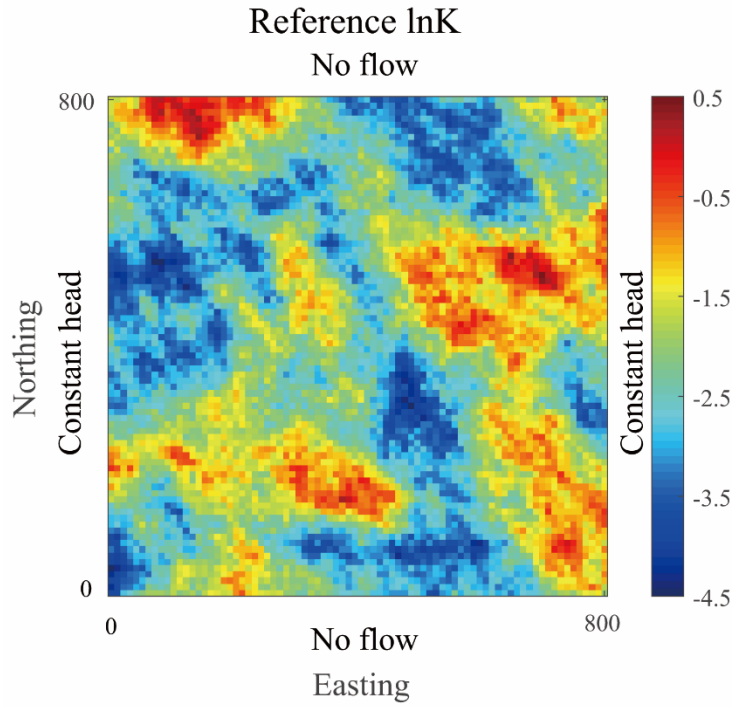 Reference lnK
No flow
800
0.5
-0.5
-1.5
-2.5
-3.5
-4.5
Northing
Constant head
Constant head
0
0
800
No flow
Easting